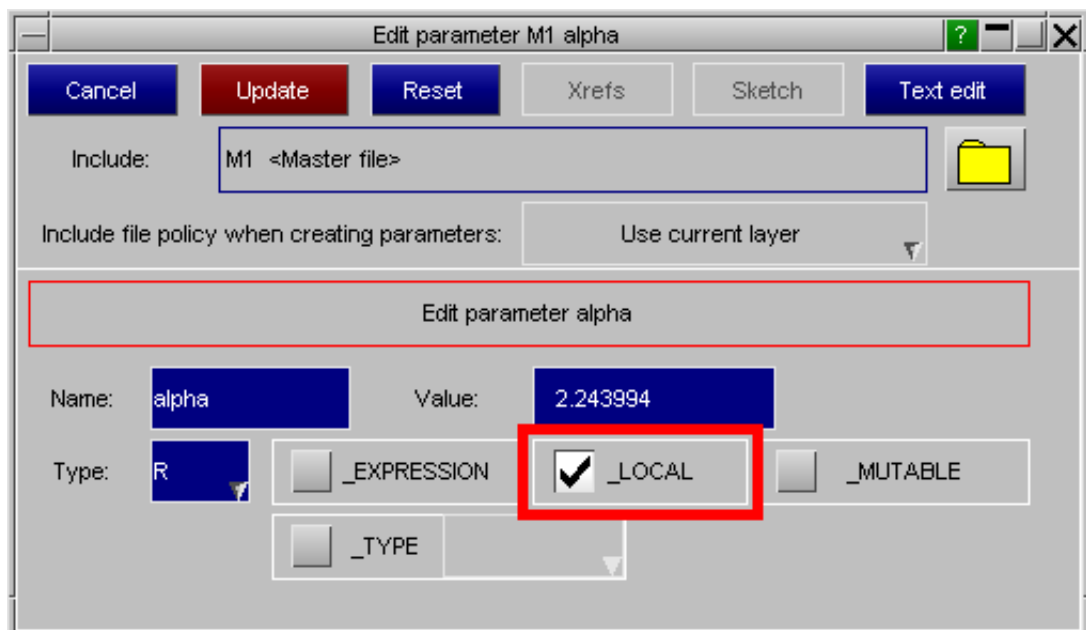 Edit parameter M1 alpha ?
Cancel Update Reset Xrefs Sketch Text edit
Include: M1 <Master file>
Include file policy when creating parameters: Use current layer
Edit parameter alpha
Name: alpha Value: 2.243994
Type: R _EXPRESSION _LOCAL _MUTABLE
_TYPE